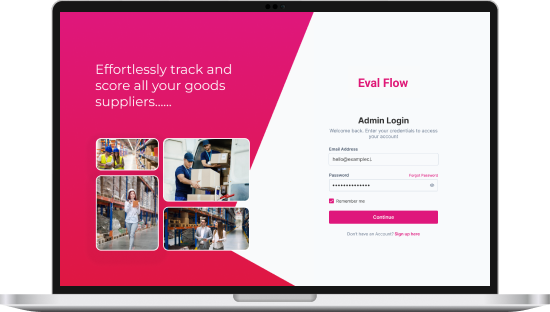 Effortlessly track and
score all your goods
suppliers......
Eval Flow
Admin Login
Welcome back. Enter your credentials to access
your account
Email Address
hello@example.c.
Password
Forgot Password
•••••••••••••••
Remember me
Continue
Don't have an Account? Sign up here